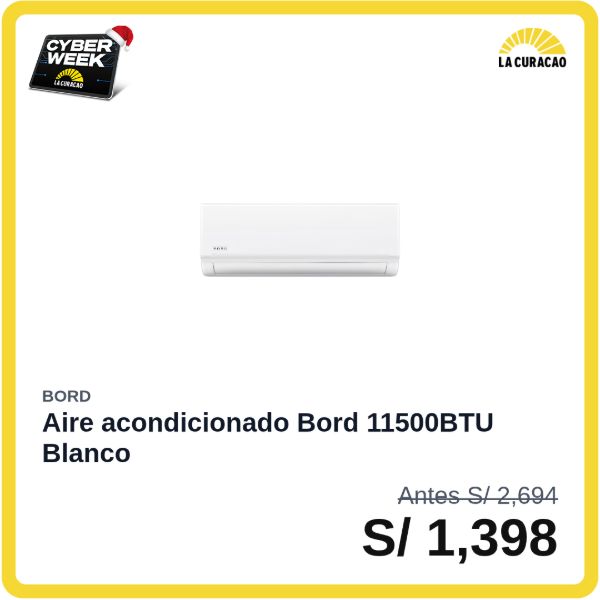 CYBER
WEEK
LA CURACAO
LA CURACAO
BORD
Aire acondicionado Bord 11500BTU
Blanco
Antes S/ 2,694
S/ 1,398